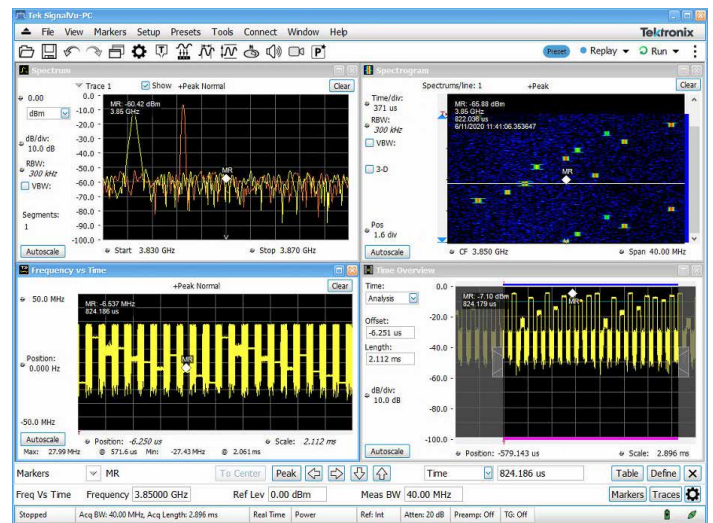 Tek SignalVu-PC
File View Markers Setup Presets Tools Connect Window Help
Tektronix
Preset Replay Run
Spectrum
Trace 1 Show +Peak Normal Clear
0.00
dBm
dB/div:
10.0 dB
RBW:
300 kHz
VBW:
Segments:
1
Autoscale
0.0
-10.0
-20.0
-30.0
-40.0
-50.0
-60.0
-70.0
-80.0
-90.0
-100.0
MR: -60.42 dBm
3.85 GHz
MR
Start 3.830 GHz Stop 3.870 GHz
Spectrogram
Spectrums/line: 1 +Peak Clear
Time/div:
371 us
RBW:
300 kHz
VBW:
3-D
Pos
1.6 div
Autoscale
MR: -65.88 dBm
3.85 GHz
822.036 us
6/11/2020 11:41:06.353647
MR
CF 3.850 GHz Span 40.00 MHz
Frequency vs Time
+Peak Normal Clear
50.0 MHz
MR: -6.537 MHz
824.186 us
Position:
0.000 Hz
MR
-50.0 MHz
Autoscale
Position: -6.250 us Scale: 2.112 ms
Max: 27.99 MHz @ 571.6 us Min: -27.43 MHz @ 2.061 ms
Time Overview
Time:
Analysis
Offset:
-6.251 us
Length:
2.112 ms
dB/div:
10.0 dB
Autoscale
0.0
-20.0
-40.0
-60.0
-80.0
-100.0
MR: -7.10 dBm
824.179 us
MR
Position: -579.143 us Scale: 2.896 ms
Markers MR To Center Peak Time 824.186 us Table Define
Freq Vs Time Frequency 3.85000 GHz Ref Lev 0.00 dBm Meas BW 40.00 MHz Markers Traces
Stopped Acq BW: 40.00 MHz, Acq Length: 2.896 ms Real Time Power Ref: Int Atten: 20 dB Preamp: Off TG: Off